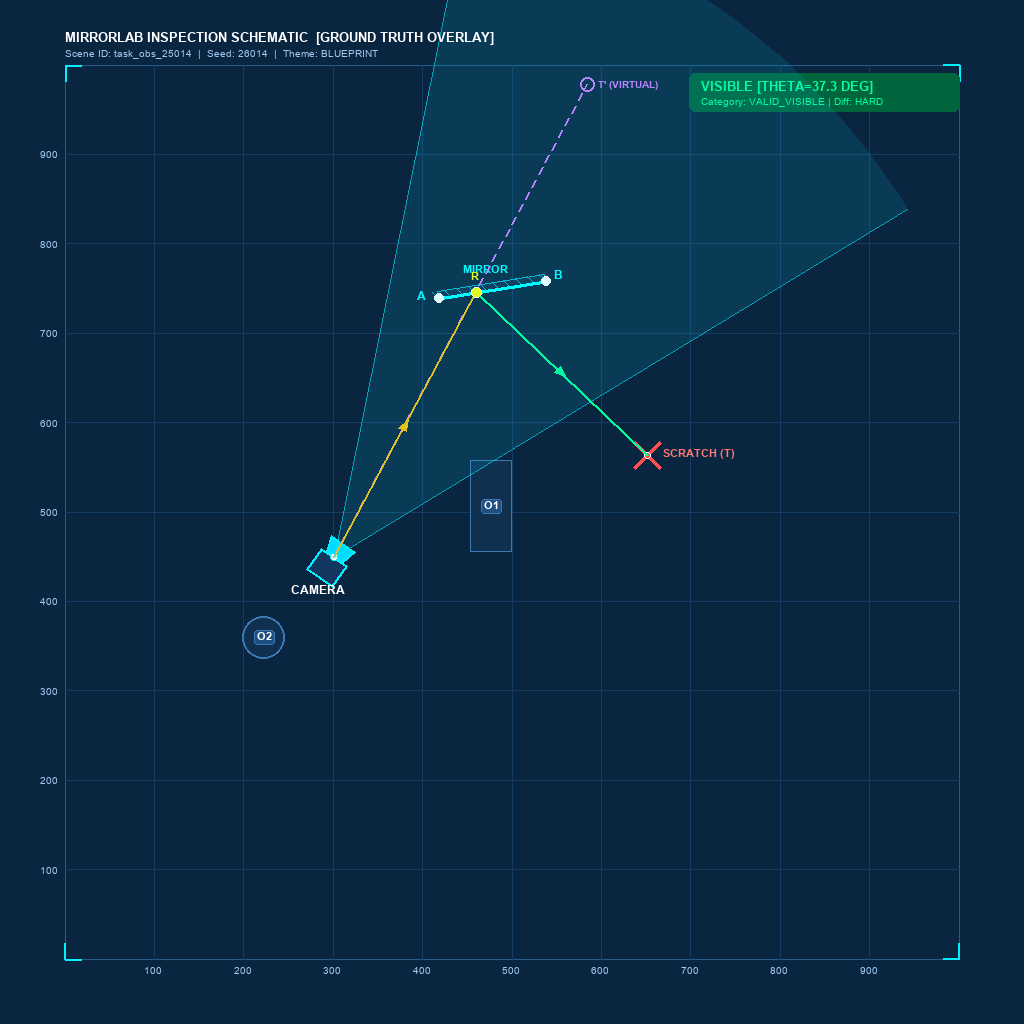 MIRRORLAB INSPECTION SCHEMATIC [GROUND TRUTH OVERLAY]
Scene ID: task_obs_25014 | Seed: 26014 | Theme: BLUEPRINT
VISIBLE [THETA=37.3 DEG]
Category: VALID_VISIBLE | Diff: HARD
T' (VIRTUAL)
MIRROR
R
A
B
SCRATCH (T)
O1
CAMERA
O2
900
800
700
600
500
400
300
200
100
100 200 300 400 500 600 700 800 900